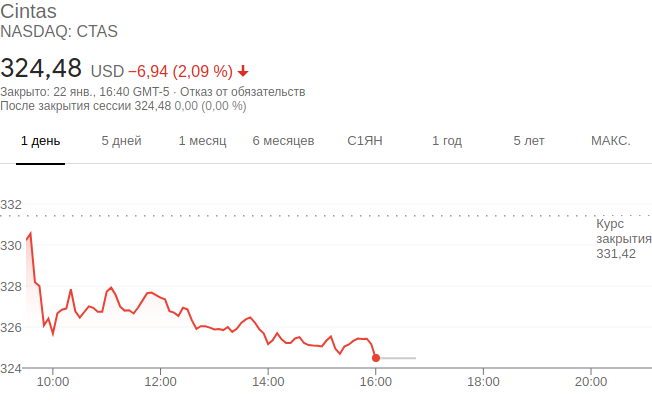 Cintas
NASDAQ: CTAS
324,48 USD −6,94 (2,09 %)
Закрыто: 22 янв., 16:40 GMT-5 · Отказ от обязательств
После закрытия сессии 324,48 0,00 (0,00 %)
1 день 5 дней 1 месяц 6 месяцев С1ЯН 1 год 5 лет МАКС.
332
Курс
закрытия
331,42
330
328
326
324
10:00 12:00 14:00 16:00 18:00 20:00